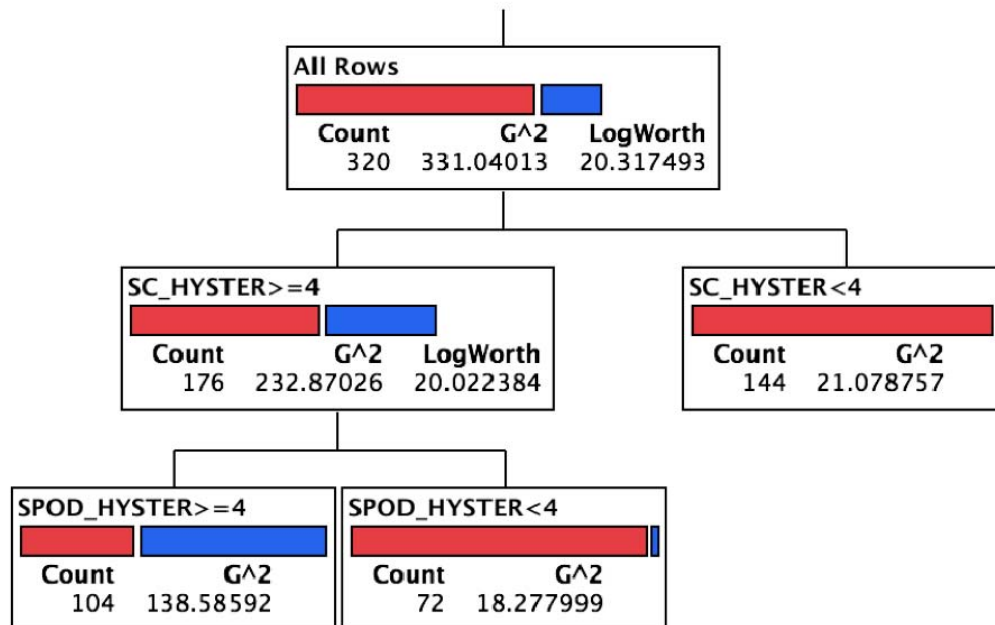 All Rows
Count G^2 LogWorth
320 331.04013 20.317493
SC_HYSTER>=4
Count G^2 LogWorth
176 232.87026 20.022384
SC_HYSTER<4
Count G^2
144 21.078757
SPOD_HYSTER>=4
Count G^2
104 138.58592
SPOD_HYSTER<4
Count G^2
72 18.277999